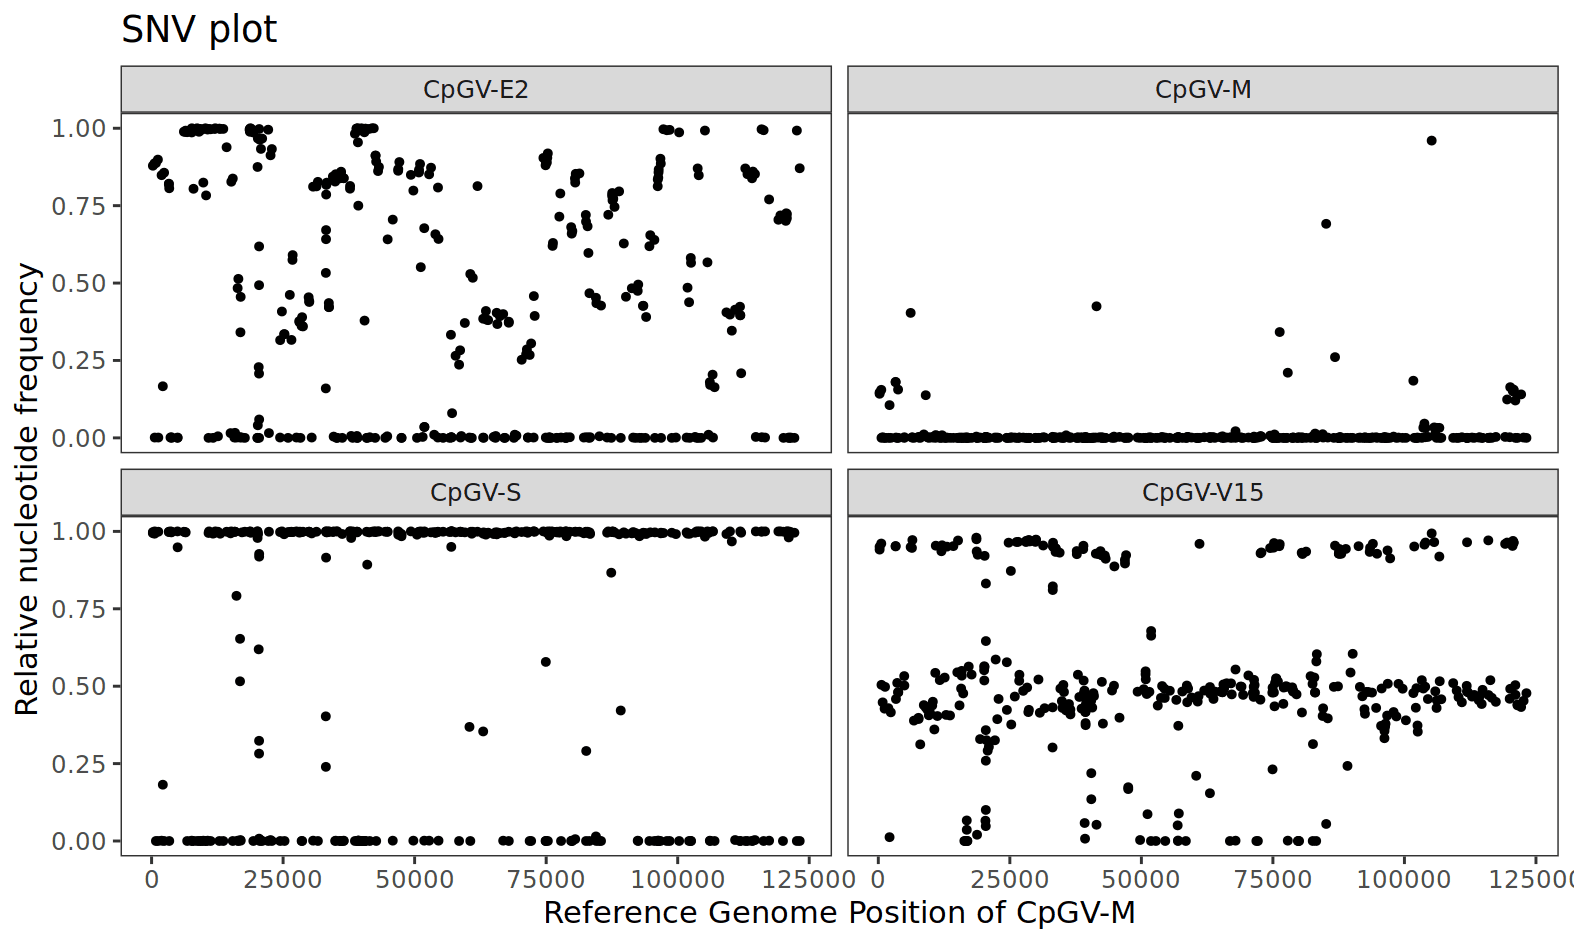 SNV plot
CpGV-E2
CpGV-M
Relative nucleotide frequency
1.00
0.75
0.50
0.25
0.00
CpGV-S
CpGV-V15
1.00
0.75
0.50
0.25
0.00
0 25000 50000 75000 100000 125000
0 25000 50000 75000 100000 12500
Reference Genome Position of CpGV-M